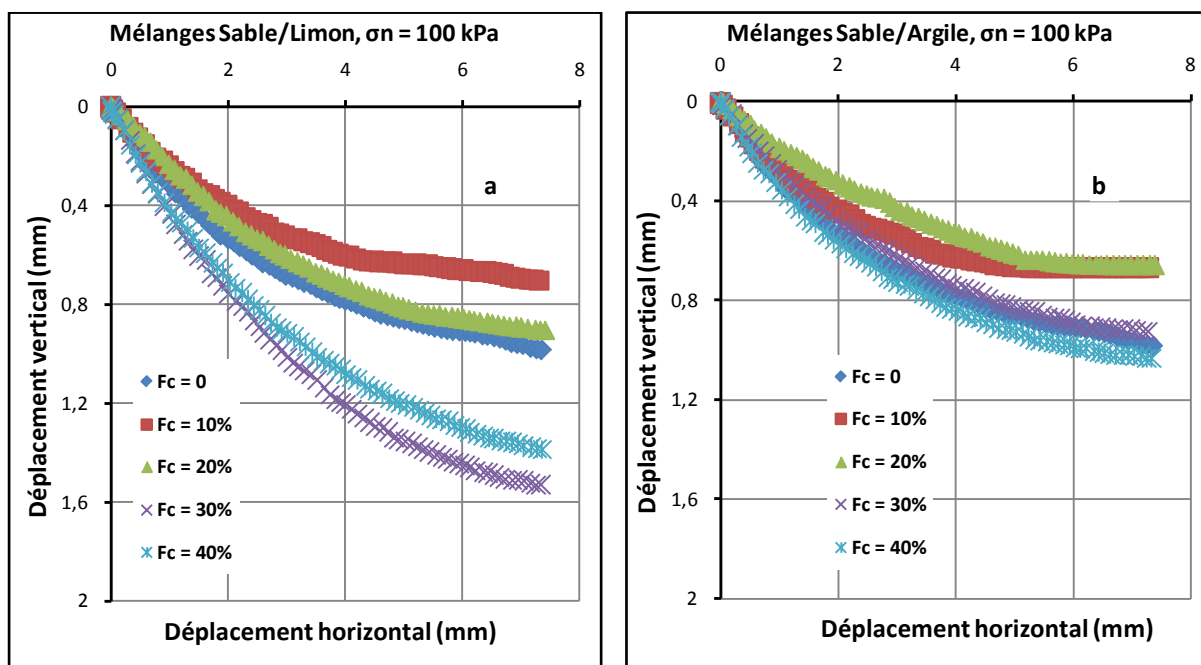 Mélanges Sable/Limon, σn = 100 kPa
0 2 4 6 8
0
0,4
0,8
1,2
1,6
2
Déplacement vertical (mm)
a
Fc = 0
Fc = 10%
Fc = 20%
Fc = 30%
Fc = 40%
Déplacement horizontal (mm)
Mélanges Sable/Argile, σn = 100 kPa
0 2 4 6 8
0
0,4
0,8
1,2
1,6
2
Déplacement vertical (mm)
b
Fc = 0
Fc = 10%
Fc = 20%
Fc = 30%
Fc = 40%
Déplacement horizontal (mm)